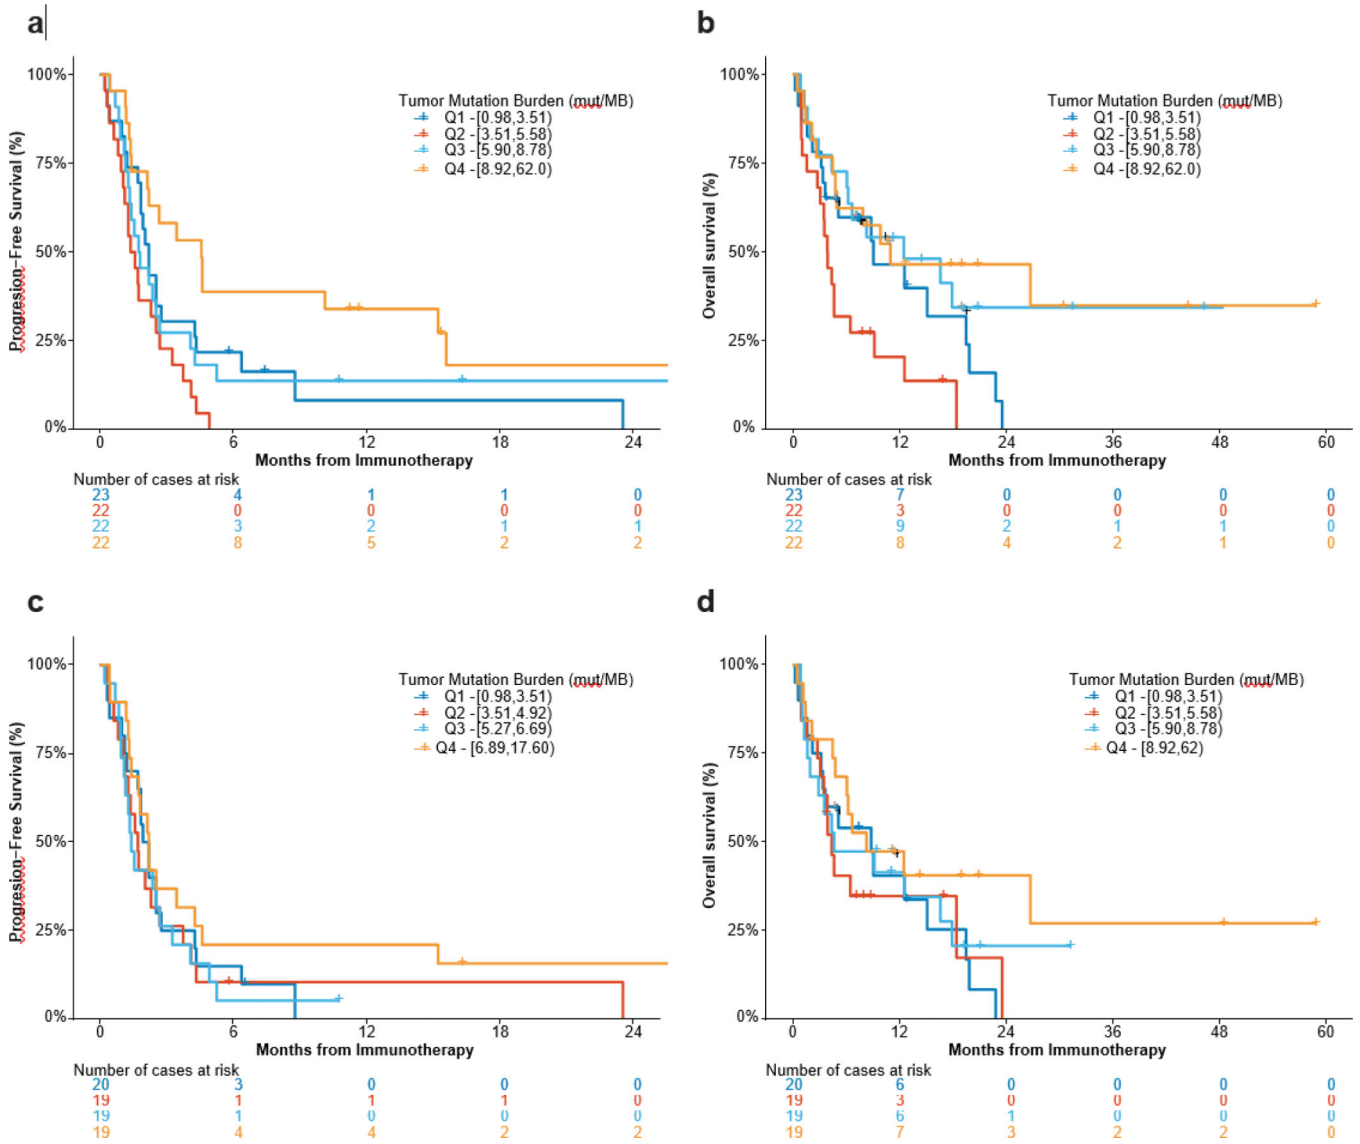 a
Progresion-Free Survival (%)
100%
75%
50%
25%
0%
Tumor Mutation Burden (mut/MB)
Q1 -[0.98,3.51)
Q2 -[3.51,5.58)
Q3 -[5.90,8.78)
Q4 -[8.92,62.0)
0 6 12 18 24
Months from Immunotherapy
Number of cases at risk
23 4 1 1 0
22 0 0 0 0
22 3 2 1 1
22 8 5 2 2
b
Overall survival (%)
100%
75%
50%
25%
0%
Tumor Mutation Burden (mut/MB)
Q1 -[0.98,3.51)
Q2 -[3.51,5.58)
Q3 -[5.90,8.78)
Q4 -[8.92,62.0)
0 12 24 36 48 60
Months from Immunotherapy
Number of cases at risk
23 7 0 0 0 0
22 3 0 0 0 0
22 9 2 1 1 0
22 8 4 2 1 0
c
Progresion-Free Survival (%)
100%
75%
50%
25%
0%
Tumor Mutation Burden (mut/MB)
Q1 -[0.98,3.51)
Q2 -[3.51,4.92)
Q3 -[5.27,6.69)
Q4 - [6.89,17.60)
0 6 12 18 24
Months from Immunotherapy
Number of cases at risk
20 3 0 0 0
19 1 1 1 0
19 1 0 0 0
19 4 4 2 2
d
Overall survival (%)
100%
75%
50%
25%
0%
Tumor Mutation Burden (mut/MB)
Q1 -[0.98,3.51)
Q2 -[3.51,5.58)
Q3 -[5.90,8.78)
Q4 - [8.92,62)
0 12 24 36 48 60
Months from Immunotherapy
Number of cases at risk
20 6 0 0 0 0
19 3 0 0 0 0
19 6 1 0 0 0
19 7 3 2 2 0